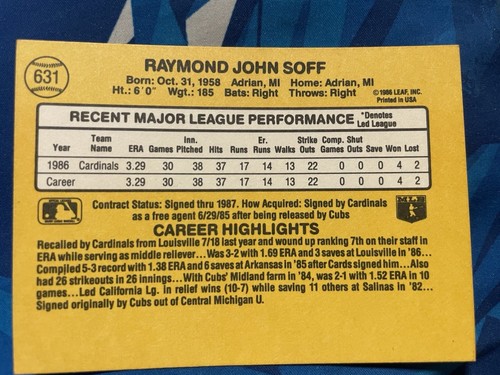 631
RAYMOND JOHN SOFF
Born: Oct. 31, 1958 Adrian, MI Home: Adrian, MI
Ht.: 6'0" Wgt.: 185 Bats: Right Throws: Right
©1986 LEAF, INC.
Printed in USA
RECENT MAJOR LEAGUE PERFORMANCE *Denotes Led League
Year Team Name ERA Games Inn. Pitched Hits Runs Er. Runs Walks Strike Outs Comp. Games Shut Outs Save Won Lost
1986 Cardinals 3.29 30 38 37 17 14 13 22 0 0 0 4 2
Career 3.29 30 38 37 17 14 13 22 0 0 0 4 2
Contract Status: Signed thru 1987. How Acquired: Signed by Cardinals
as a free agent 6/29/85 after being released by Cubs
CAREER HIGHLIGHTS
Recalled by Cardinals from Louisville 7/18 last year and wound up ranking 7th on their staff in
ERA while serving as middle reliever...Was 3-2 with 1.69 ERA and 3 saves at Louisville in '86...
Compiled 5-3 record with 1.38 ERA and 6 saves at Arkansas in '85 after Cards signed him...Also
had 26 strikeouts in 26 innings...With Cubs' Midland farm in '84, was 2-1 with 1.52 ERA in 10
games...Led California Lg. in relief wins (10-7) while saving 11 others at Salinas in '82...
Signed originally by Cubs out of Central Michigan U.